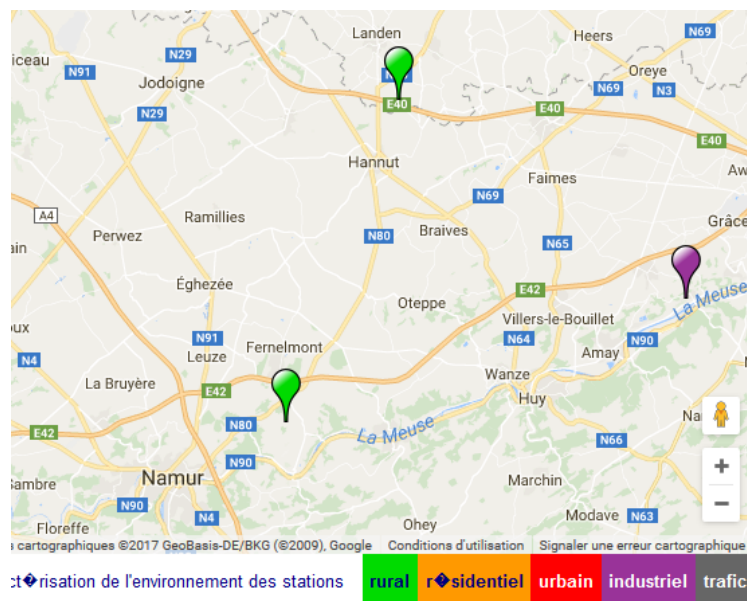 Landen
Heers
N69
iceau
N29
Oreye
N91
Jodoigne
N69
N3
N29
E40
E40
E40
Hannut
Aw
Faimes
N69
A4
Ramillies
Grâce
Perwez
N80
Braives
N65
ain
Éghezée
E42
La Meuse
Oteppe
oux
Villers-le-Bouillet
N91
Fernelmont
N64
N90
N4
Leuze
Amay
La Bruyère
Wanze
E42
Huy
N80
Na
E42
La Meuse
N66
N90
Namur
Marchin
+
Sambre
N90
−
N4
Modave
N63
Floreffe
Ohey
s cartographiques ©2017 GeoBasis-DE/BKG (©2009), Google Conditions d'utilisation Signaler une erreur cartographique
ct�risation de l'environnement des stations rural r�sidentiel urbain industriel trafic